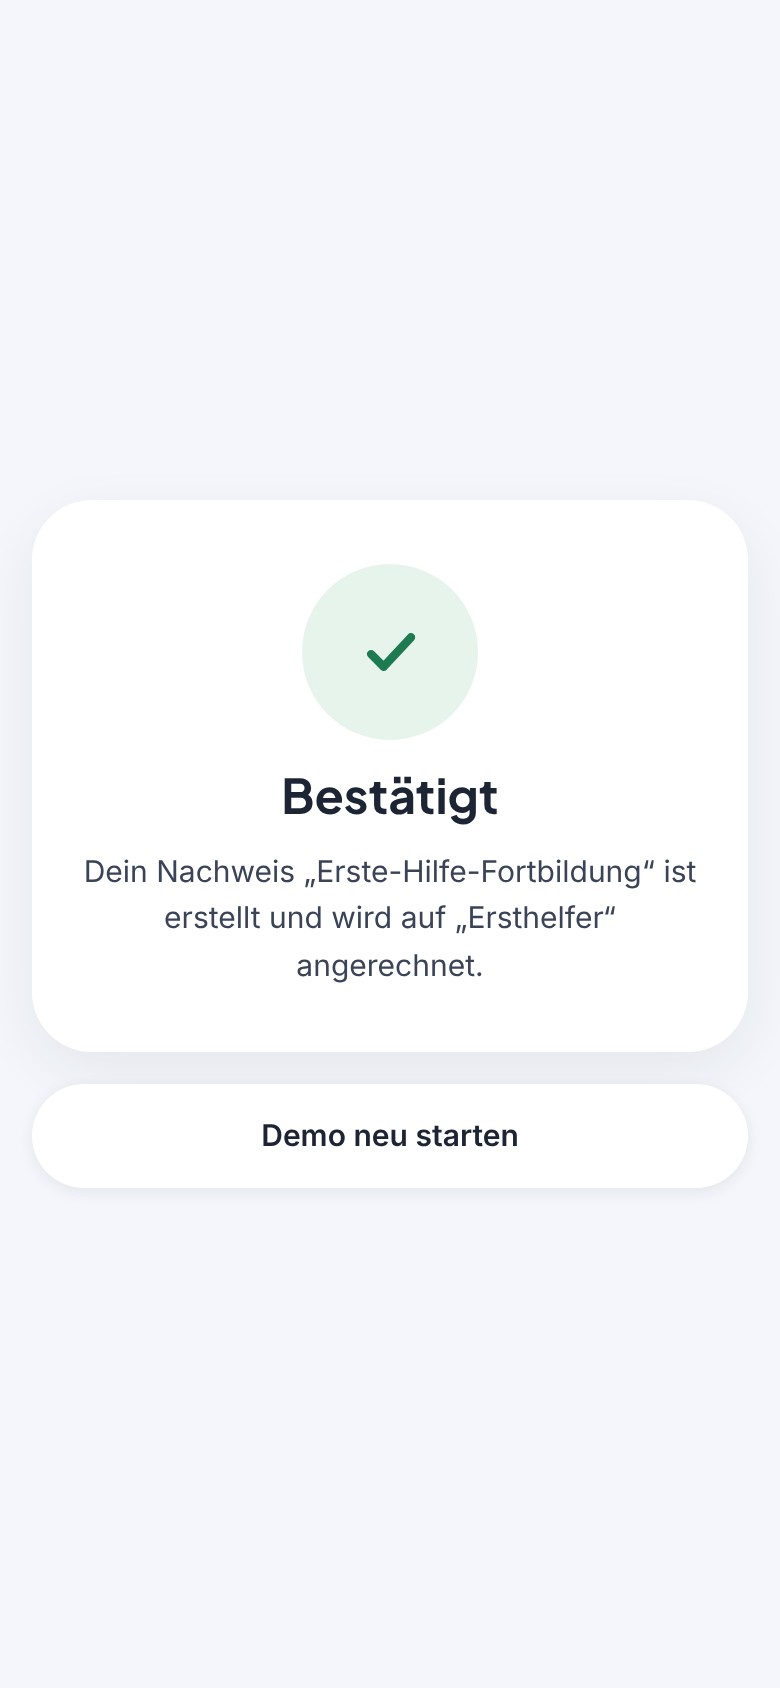 Bestätigt
Dein Nachweis „Erste-Hilfe-Fortbildung“ ist
erstellt und wird auf „Ersthelfer“
angerechnet.
Demo neu starten